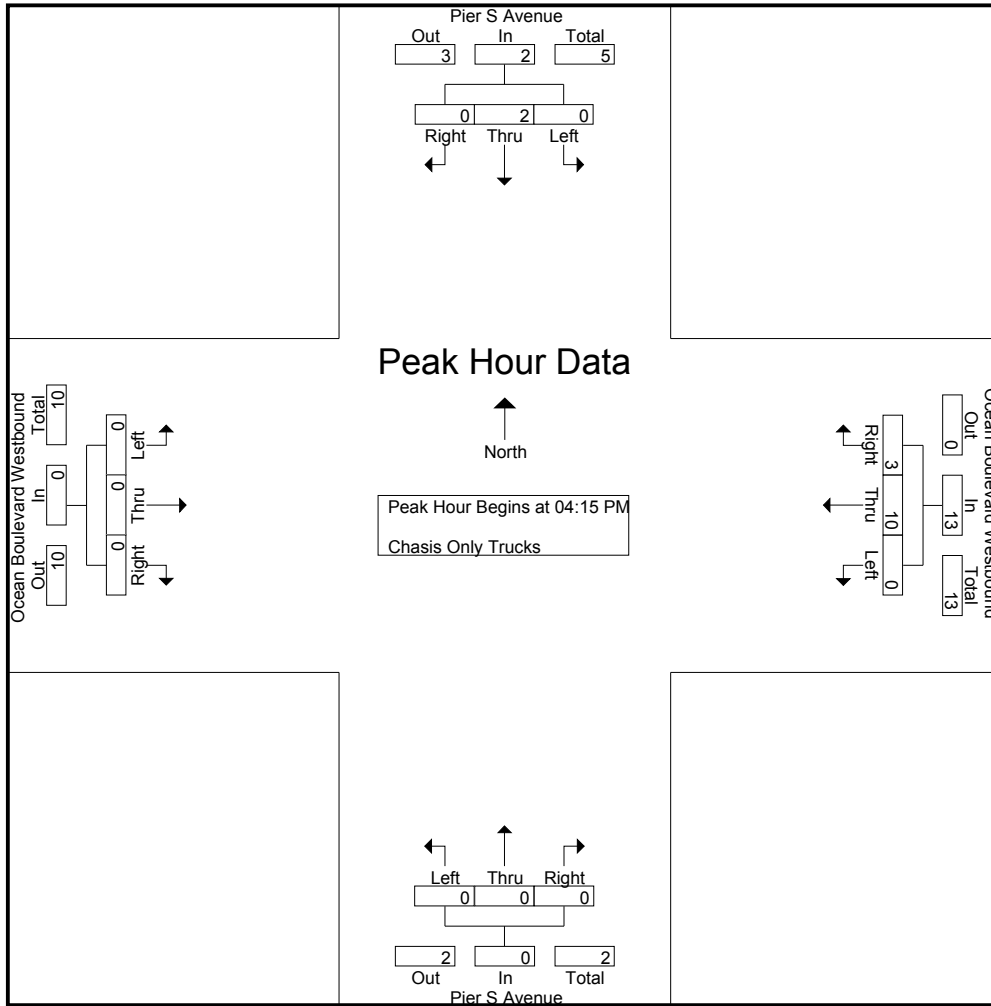 Pier S Avenue
Out In Total
3 2 5
0 2 0
Right Thru Left
Peak Hour Data
North
Peak Hour Begins at 04:15 PM
Chasis Only Trucks
Ocean Boulevard Westbound
Out In Total
10 0 10
Left Thru Right
0 0 0
Ocean Boulevard Westbound
Out In Total
0 13 13
Right Thru Left
3 10 0
Left Thru Right
0 0 0
2 0 2
Out In Total
Pier S Avenue